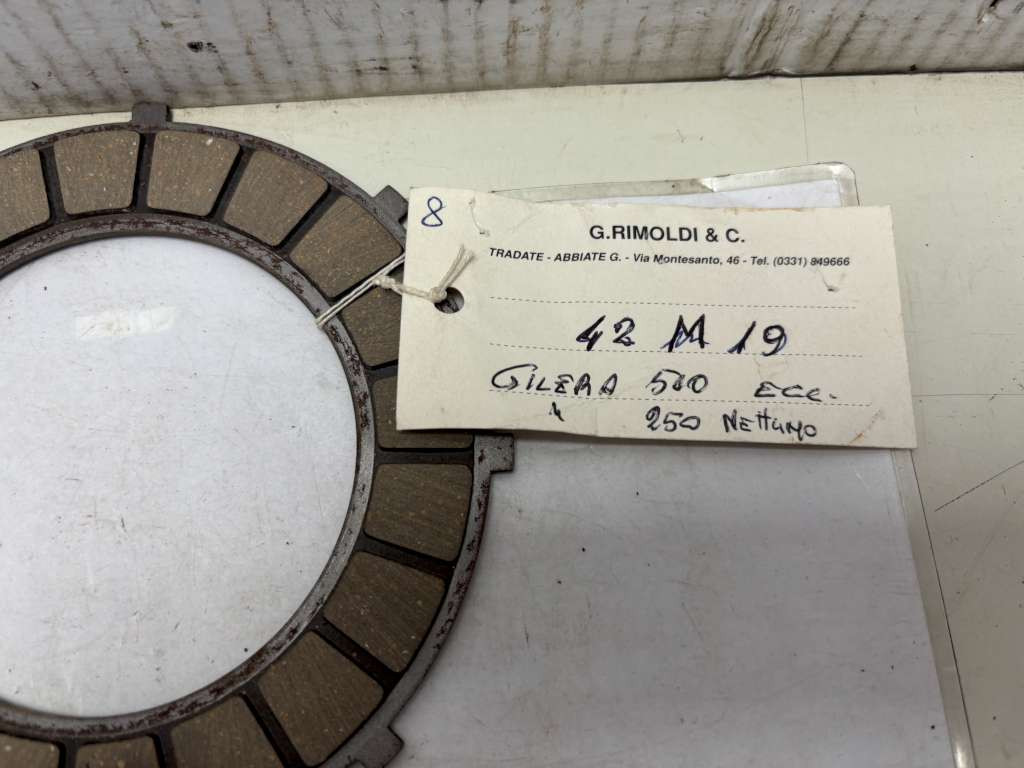 8
G.RIMOLDI & C.
TRADATE - ABBIATE G. - Via Montesanto, 46 - Tel. (0331) 849666
42 M 19
GILERA 500 ECC.
" 250 NETTUNO